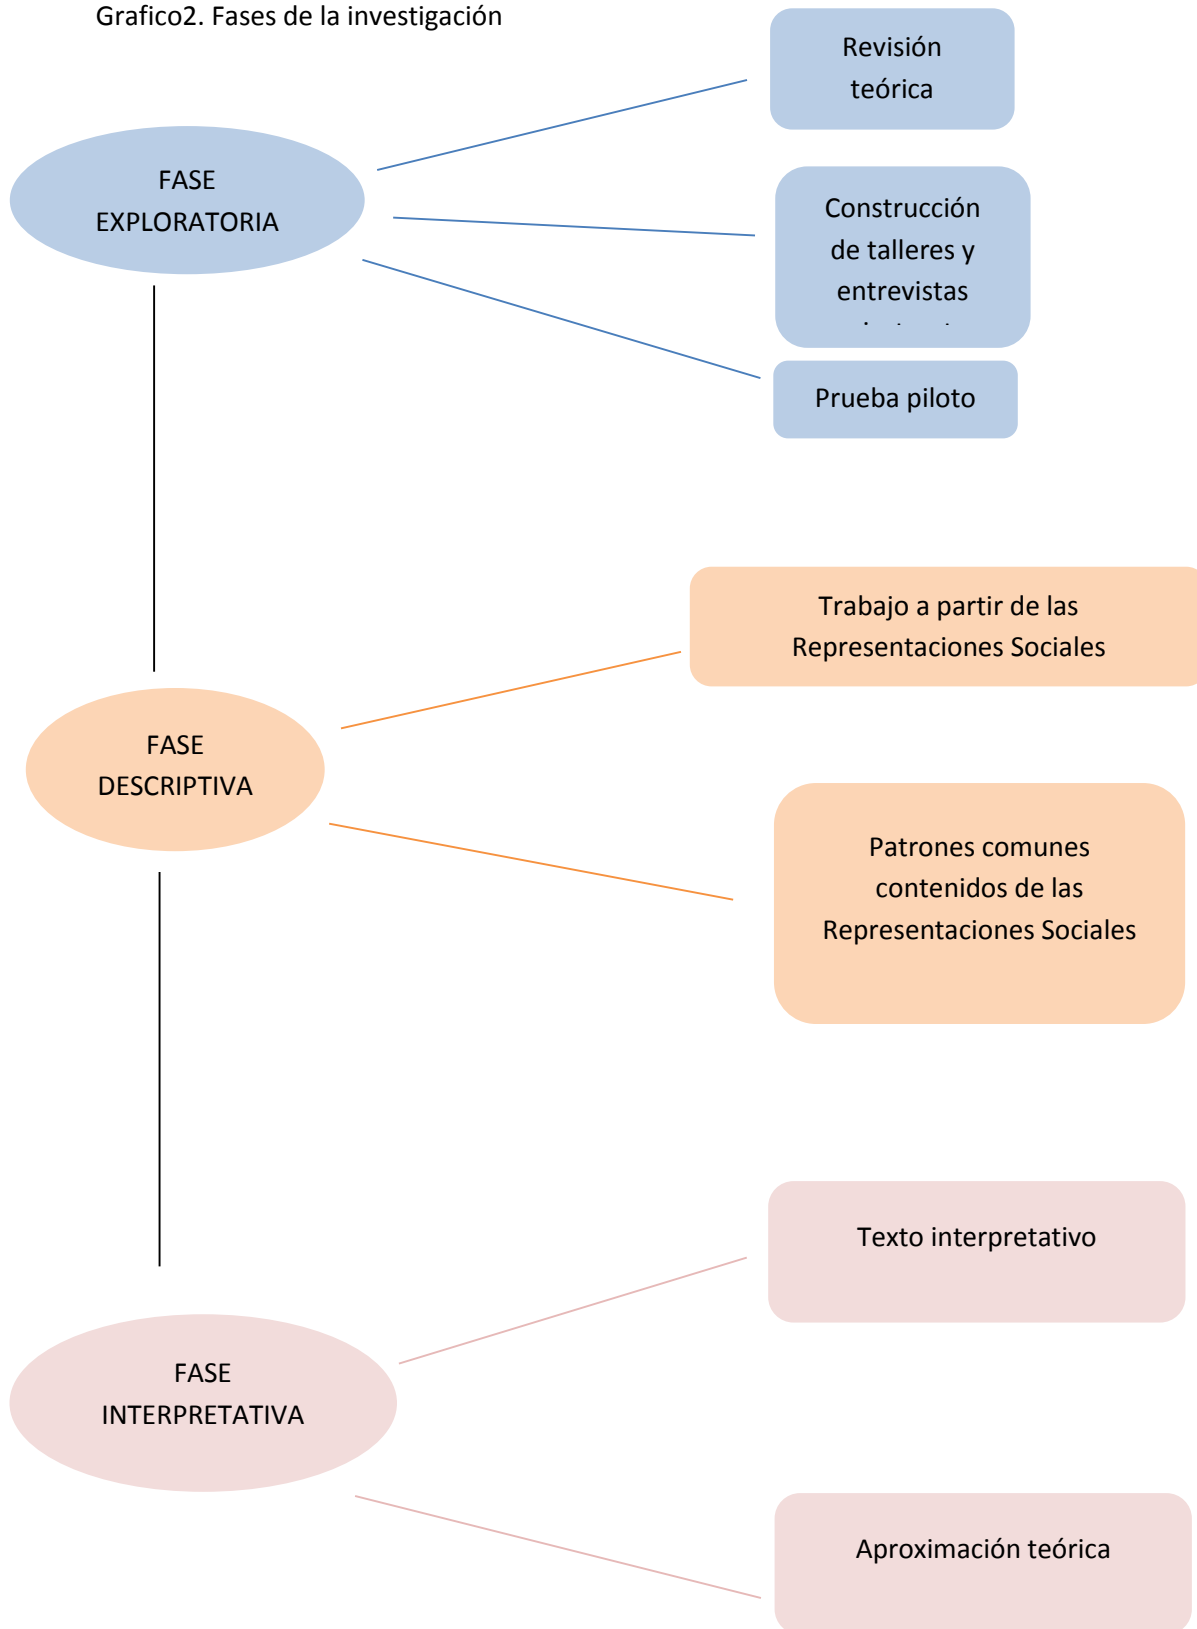 Grafico2. Fases de la investigación
Revisión
teórica
FASE
EXPLORATORIA
Construcción
de talleres y
entrevistas
Prueba piloto
Trabajo a partir de las
Representaciones Sociales
FASE
DESCRIPTIVA
Patrones comunes
contenidos de las
Representaciones Sociales
Texto interpretativo
FASE
INTERPRETATIVA
Aproximación teórica